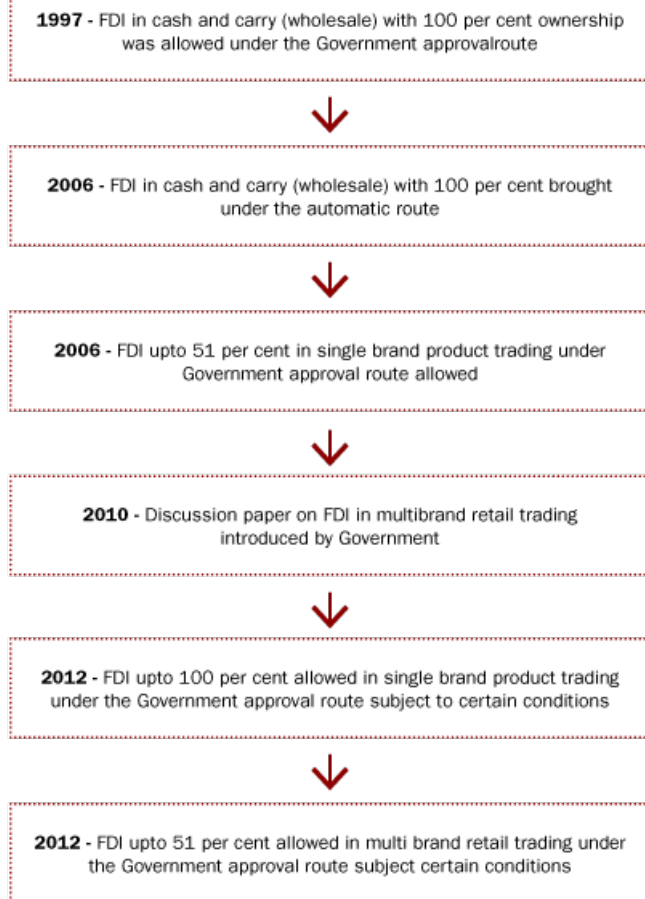 1997 - FDI in cash and carry (wholesale) with 100 per cent ownership
was allowed under the Government approvalroute
2006 - FDI in cash and carry (wholesale) with 100 per cent brought
under the automatic route
2006 - FDI upto 51 per cent in single brand product trading under
Government approval route allowed
2010 - Discussion paper on FDI in multibrand retail trading
introduced by Government
2012 - FDI upto 100 per cent allowed in single brand product trading
under the Government approval route subject to certain conditions
2012 - FDI upto 51 per cent allowed in multi brand retail trading under
the Government approval route subject certain conditions